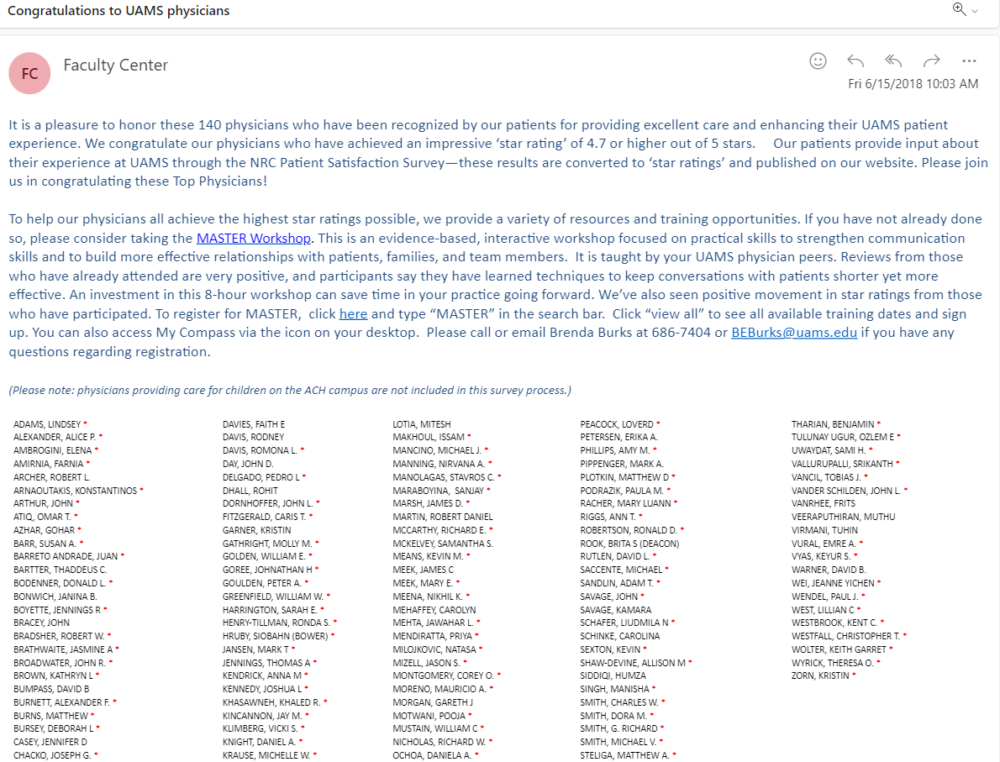 Congratulations to UAMS physicians
FC
Faculty Center
Fri 6/15/2018 10:03 AM
It is a pleasure to honor these 140 physicians who have been recognized by our patients for providing excellent care and enhancing their UAMS patient
experience. We congratulate our physicians who have achieved an impressive ‘star rating’ of 4.7 or higher out of 5 stars. Our patients provide input about
their experience at UAMS through the NRC Patient Satisfaction Survey—these results are converted to ‘star ratings’ and published on our website. Please join
us in congratulating these Top Physicians!
To help our physicians all achieve the highest star ratings possible, we provide a variety of resources and training opportunities. If you have not already done
so, please consider taking the MASTER Workshop. This is an evidence-based, interactive workshop focused on practical skills to strengthen communication
skills and to build more effective relationships with patients, families, and team members. It is taught by your UAMS physician peers. Reviews from those
who have already attended are very positive, and participants say they have learned techniques to keep conversations with patients shorter yet more
effective. An investment in this 8-hour workshop can save time in your practice going forward. We’ve also seen positive movement in star ratings from those
who have participated. To register for MASTER, click here and type “MASTER” in the search bar. Click “view all” to see all available training dates and sign
up. You can also access My Compass via the icon on your desktop. Please call or email Brenda Burks at 686-7404 or BEBurks@uams.edu if you have any
questions regarding registration.
(Please note: physicians providing care for children on the ACH campus are not included in this survey process.)
ADAMS, LINDSEY *
ALEXANDER, ALICE P. *
AMBROGINI, ELENA *
AMIRNIA, FARNIA *
ARCHER, ROBERT L.
ARNAOUTAKIS, KONSTANTINOS *
ARTHUR, JOHN *
ATIQ, OMAR T. *
AZHAR, GOHAR *
BARR, SUSAN A. *
BARRETO ANDRADE, JUAN *
BARTTER, THADDEUS C.
BODENNER, DONALD L. *
BONWICH, JANINA B.
BOYETTE, JENNINGS R *
BRACEY, JOHN
BRADSHER, ROBERT W. *
BRATHWAITE, JASMINE A *
BROADWATER, JOHN R. *
BROWN, KATHRYN L *
BUMPASS, DAVID B
BURNETT, ALEXANDER F. *
BURNS, MATTHEW *
BURSEY, DEBORAH L *
CASEY, JENNIFER D
CHACKO, JOSEPH G. *
DAVIES, FAITH E
DAVIS, RODNEY
DAVIS, ROMONA L. *
DAY, JOHN D.
DELGADO, PEDRO L *
DHALL, ROHIT
DORNHOFFER, JOHN L. *
FITZGERALD, CARIS T. *
GARNER, KRISTIN
GATHRIGHT, MOLLY M. *
GOLDEN, WILLIAM E. *
GOREE, JOHNATHAN H *
GOULDEN, PETER A. *
GREENFIELD, WILLIAM W. *
HARRINGTON, SARAH E. *
HENRY-TILLMAN, RONDA S. *
HRUBY, SIOBAHN (BOWER) *
JANSEN, MARK T *
JENNINGS, THOMAS A *
KENDRICK, ANNA M *
KENNEDY, JOSHUA L *
KHASAWNEH, KHALED R. *
KINCANNON, JAY M. *
KLIMBERG, VICKI S. *
KNIGHT, DANIEL A. *
KRAUSE, MICHELLE W. *
LOTIA, MITESH
MAKHOUL, ISSAM *
MANCINO, MICHAEL J. *
MANNING, NIRVANA A. *
MANOLAGAS, STAVROS C. *
MARABOYINA, SANJAY *
MARSH, JAMES D. *
MARTIN, ROBERT DANIEL
MCCARTHY, RICHARD E. *
MCKELVEY, SAMANTHA S.
MEANS, KEVIN M. *
MEEK, JAMES C
MEEK, MARY E. *
MEENA, NIKHIL K. *
MEHAFFEY, CAROLYN
MEHTA, JAWAHAR L. *
MENDIRATTA, PRIYA *
MILOJKOVIC, NATASA *
MIZELL, JASON S. *
MONTGOMERY, COREY O. *
MORENO, MAURICIO A. *
MORGAN, GARETH J
MOTWANI, POOJA *
MUSTAIN, WILLIAM C *
NICHOLAS, RICHARD W. *
OCHOA, DANIELA A. *
PEACOCK, LOVERD *
PETERSEN, ERIKA A.
PHILLIPS, AMY M. *
PIPPENGER, MARK A.
PLOTKIN, MATTHEW D *
PODRAZIK, PAULA M. *
RACHER, MARY LUANN *
RIGGS, ANN T. *
ROBERTSON, RONALD D. *
ROOK, BRITA S (DEACON)
RUTLEN, DAVID L. *
SACCENTE, MICHAEL *
SANDLIN, ADAM T. *
SAVAGE, JOHN *
SAVAGE, KAMARA
SCHAFER, LIUDMILA N *
SCHINKE, CAROLINA
SEXTON, KEVIN *
SHAW-DEVINE, ALLISON M *
SIDDIQI, HUMZA
SINGH, MANISHA *
SMITH, CHARLES W. *
SMITH, DORA M. *
SMITH, G. RICHARD *
SMITH, MICHAEL V. *
STELIGA, MATTHEW A. *
THARIAN, BENJAMIN *
TULUNAY UGUR, OZLEM E *
UWAYDAT, SAMI H. *
VALLURUPALLI, SRIKANTH *
VANCIL, TOBIAS J. *
VANDER SCHILDEN, JOHN L. *
VANRHEE, FRITS
VEERAPUTHIRAN, MUTHU
VIRMANI, TUHIN
VURAL, EMRE A. *
VYAS, KEYUR S. *
WARNER, DAVID B.
WEI, JEANNE YICHEN *
WENDEL, PAUL J. *
WEST, LILLIAN C *
WESTBROOK, KENT C. *
WESTFALL, CHRISTOPHER T. *
WOLTER, KEITH GARRET *
WYRICK, THERESA O. *
ZORN, KRISTIN *